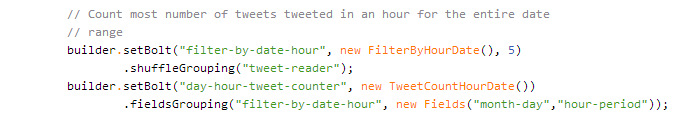 // Count most number of tweets tweeted in an hour for the entire date
// range
builder.setBolt("filter-by-date-hour", new FilterByHourDate(), 5)
.shuffleGrouping("tweet-reader");
builder.setBolt("day-hour-tweet-counter", new TweetCountHourDate())
.fieldsGrouping("filter-by-date-hour", new Fields("month-day","hour-period"));